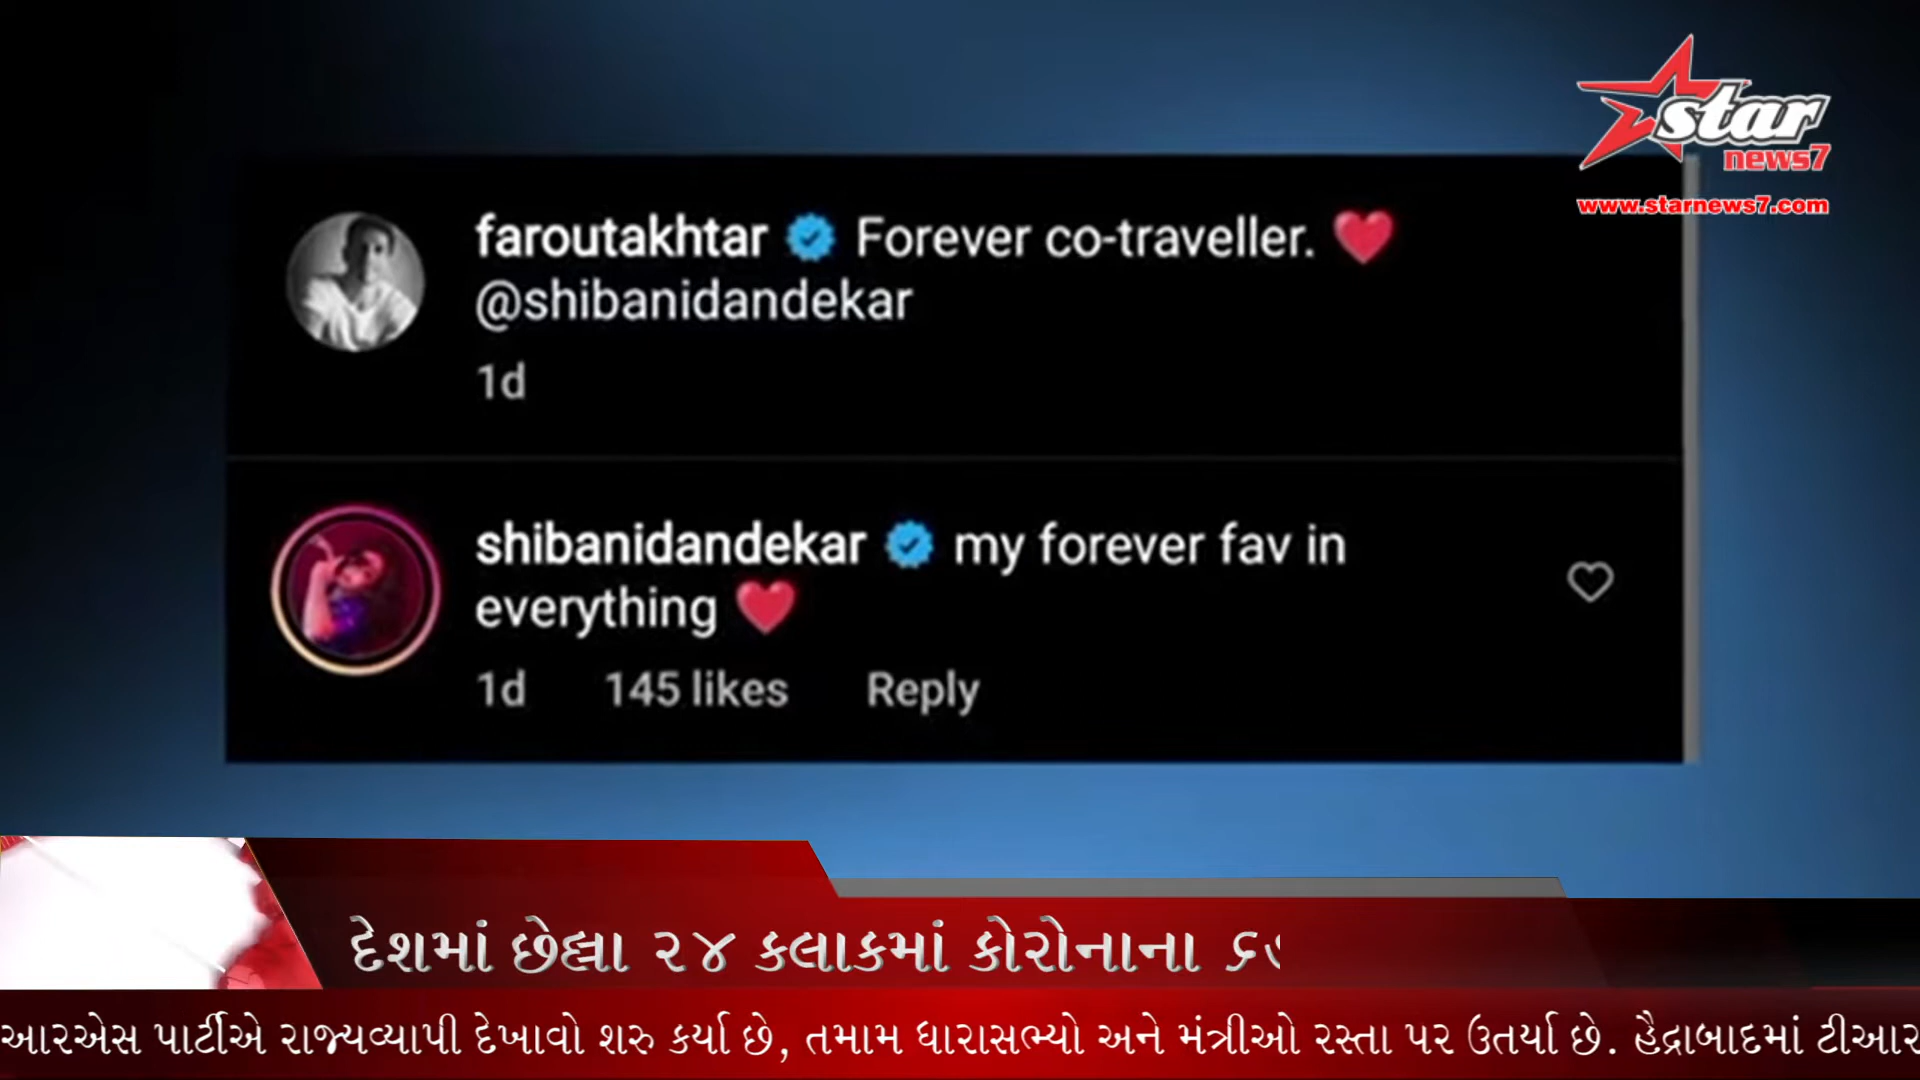 star
news7
www.starnews7.com
faroutakhtar Forever co-traveller. ❤️
@shibanidandekar
1d
shibanidandekar my forever fav in
everything ❤️
1d 145 likes Reply
દેશમાં છેલ્લા ૨૪ કલાકમાં કોરોનાના
આરએસ પાર્ટીએ રાજ્યવ્યાપી દેખાવો શરુ કર્યા છે, તમામ ધારાસભ્યો અને મંત્રીઓ રસ્તા પર ઉતર્યા છે. હૈદ્રાબાદમાં ટીઆર